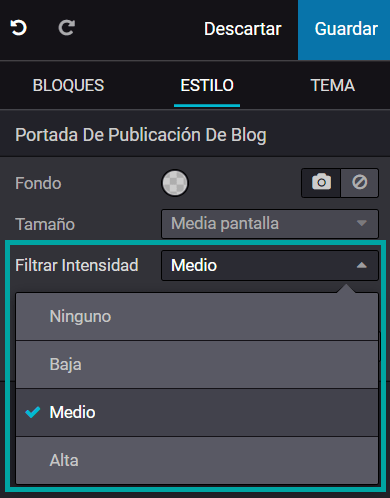 Descartar Guardar
BLOQUES ESTILO TEMA
Portada De Publicación De Blog
Fondo
Tamaño Media pantalla
Filtrar Intensidad Medio
Ninguno
Baja
Medio
Alta